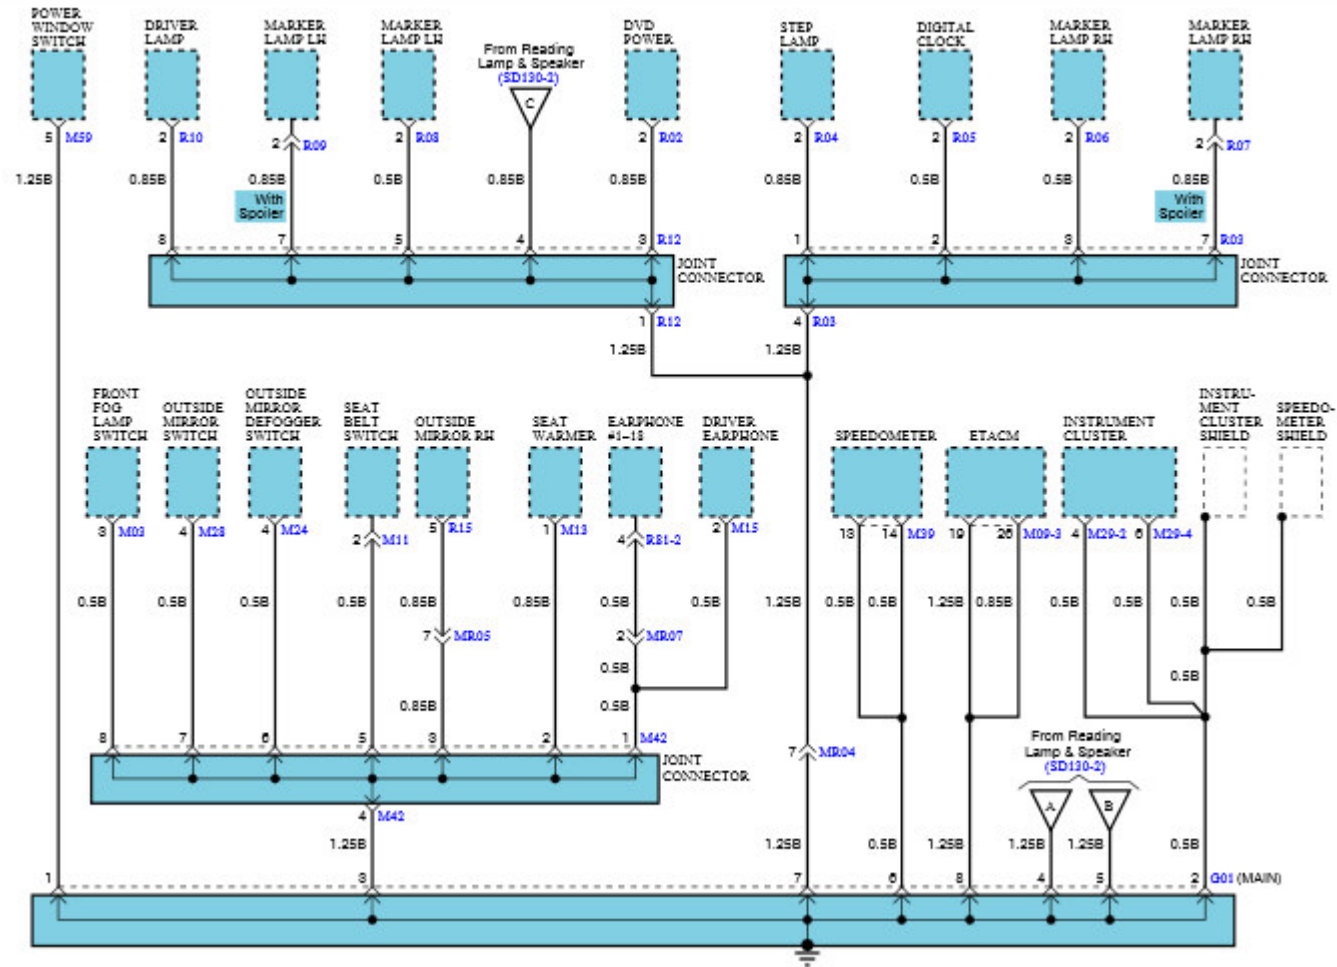 POWER
WINDOW
SWITCH
DRIVER
LAMP
MARKER
LAMP LH
MARKER
LAMP LH
From Reading
Lamp & Speaker
(SD130-2)
C
DVD
POWER
STEP
LAMP
DIGITAL
CLOCK
MARKER
LAMP RH
MARKER
LAMP RH
5 M59
2 R10
2 R09
2 R08
2 R02
2 R04
2 R05
2 R06
2 R07
1.25B
0.85B
0.85B
0.5B
0.85B
0.85B
0.85B
0.5B
0.5B
0.85B
With
Spoiler
With
Spoiler
8 7 5 4 3 R12
1 2 3 7 R03
JOINT
CONNECTOR
JOINT
CONNECTOR
1 R12
4 R03
1.25B
1.25B
FRONT
FOG
LAMP
SWITCH
OUTSIDE
MIRROR
SWITCH
OUTSIDE
MIRROR
DEFOGGER
SWITCH
SEAT
BELT
SWITCH
OUTSIDE
MIRROR RH
SEAT
WARMER
EARPHONE
#1-18
DRIVER
EARPHONE
SPEEDOMETER
ETACM
INSTRUMENT
CLUSTER
INSTRU-
MENT
CLUSTER
SHIELD
SPEEDO-
METER
SHIELD
3 M03
4 M28
4 M24
2 M11
5 R15
1 M13
4 R81-2
2 M15
13 14 M39
19 26 M09-3
4 M29-2
6 M29-4
0.5B
0.5B
0.5B
0.5B
0.85B
0.85B
0.5B
0.5B
1.25B
0.5B
0.5B
1.25B
0.85B
0.5B
0.5B
0.5B
0.5B
7 MR05
2 MR07
0.5B
0.5B
0.85B
0.5B
8 7 6 5 3 2 1 M42
JOINT
CONNECTOR
7 MR04
From Reading
Lamp & Speaker
(SD130-2)
A
B
4 M42
1.25B
1.25B
0.5B
1.25B
1.25B
1.25B
0.5B
1 3 7 6 8 4 5 2 G01 (MAIN)